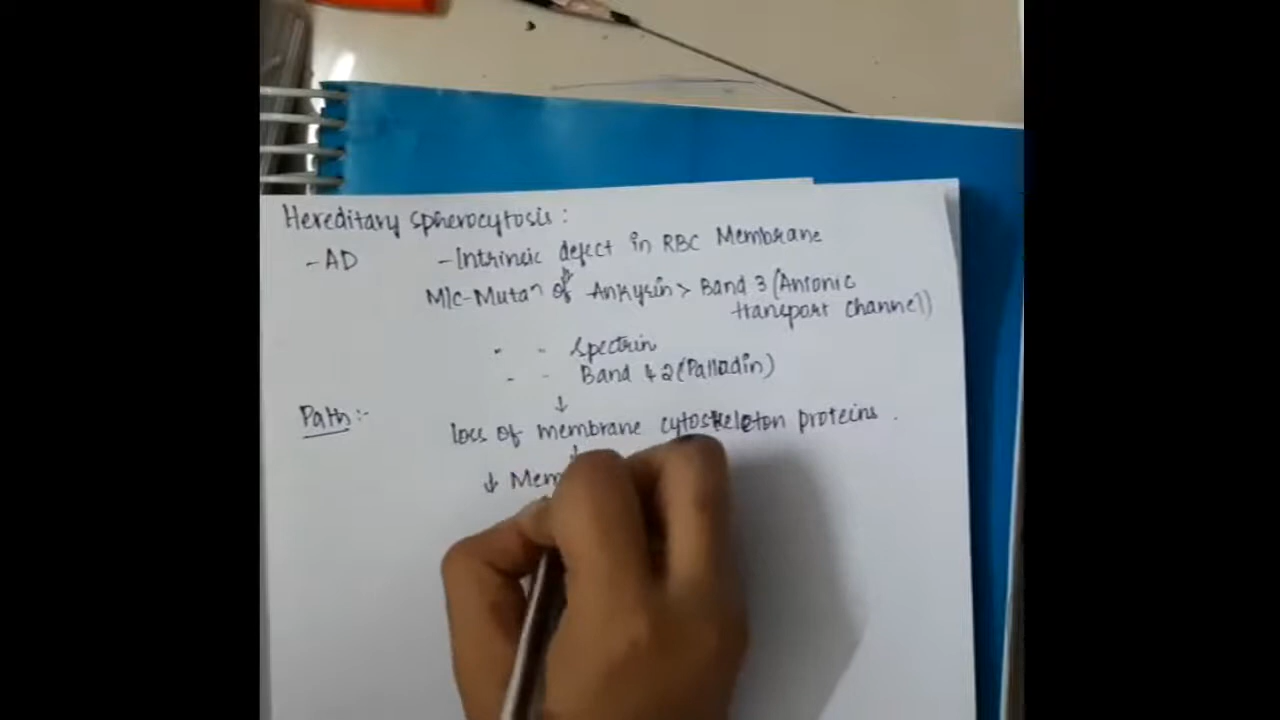 Hereditary spherocytosis :
- AD - Intrinsic defect in RBC Membrane
M/c - Mutaⁿ of Ankyrin > Band 3 (Anionic
transport channel)
" - Spectrin
" - Band 4.2 (Palladin)
↓
Path :- loss of membrane cytoskeleton proteins .
↓
↓ Mem